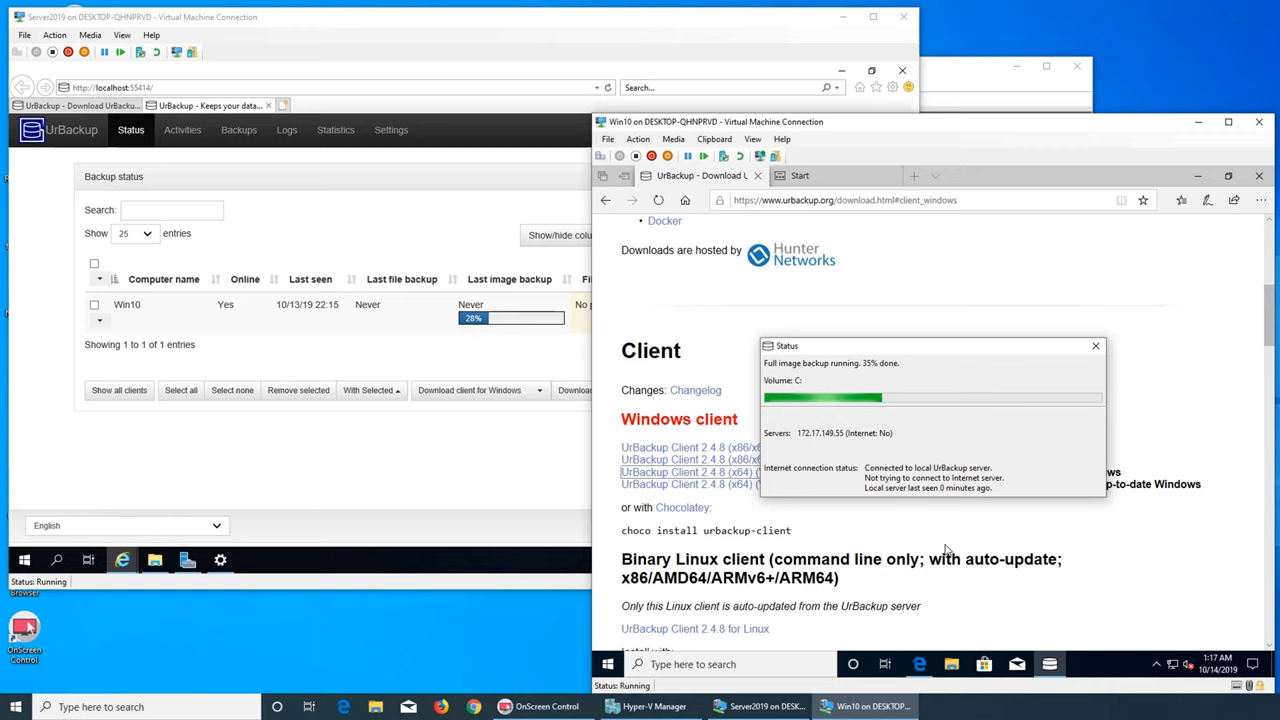 Server2019 on DESKTOP-QHNPRVD - Virtual Machine Connection
File Action Media View Help
http://localhost:55414/
Search...
UrBackup - Download UrBacku...
UrBackup - Keeps your data...
UrBackup Status Activities Backups Logs Statistics Settings
Backup status
Search:
Show 25 entries
Show/hide colu
Computer name Online Last seen Last file backup Last image backup
Win10 Yes 10/13/19 22:15 Never Never No
28%
Showing 1 to 1 of 1 entries
Show all clients Select all Select none Remove selected With Selected Download client for Windows Download
English
Status: Running
Browser
OnScreen
Control
Win10 on DESKTOP-QHNPRVD - Virtual Machine Connection
File Action Media Clipboard View Help
UrBackup - Download U
Start
https://www.urbackup.org/download.html#client_windows
• Docker
Downloads are hosted by Hunter Networks
Client
Changes: Changelog
Windows client
UrBackup Client 2.4.8 (x86/x6
UrBackup Client 2.4.8 (x86/x6
UrBackup Client 2.4.8 (x64) ws
UrBackup Client 2.4.8 (x64) p-to-date Windows
or with Chocolatey:
choco install urbackup-client
Binary Linux client (command line only; with auto-update;
x86/AMD64/ARMv6+/ARM64)
Only this Linux client is auto-updated from the UrBackup server
UrBackup Client 2.4.8 for Linux
Status
Full image backup running. 35% done.
Volume: C:
Servers: 172.17.149.55 (Internet: No)
Internet connection status: Connected to local UrBackup server.
Not trying to connect to Internet server.
Local server last seen 0 minutes ago.
Type here to search
1:17 AM
10/14/2019
Status: Running
Type here to search
OnScreen Control
Hyper-V Manager
Server2019 on DESK...
Win10 on DESKTOP...